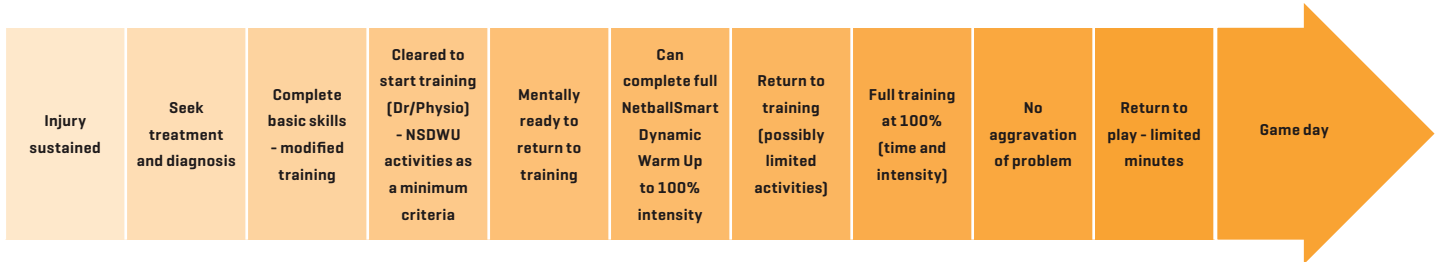 Injury
sustained
Seek
treatment
and diagnosis
Complete
basic skills
- modified
training
Cleared to
start training
(Dr/Physio)
- NSDWU
activities as
a minimum
criteria
Mentally
ready to
return to
training
Can
complete full
NetballSmart
Dynamic
Warm Up
to 100%
intensity
Return to
training
(possibly
limited
activities)
Full training
at 100%
(time and
intensity)
No
aggravation
of problem
Return to
play - limited
minutes
Game day